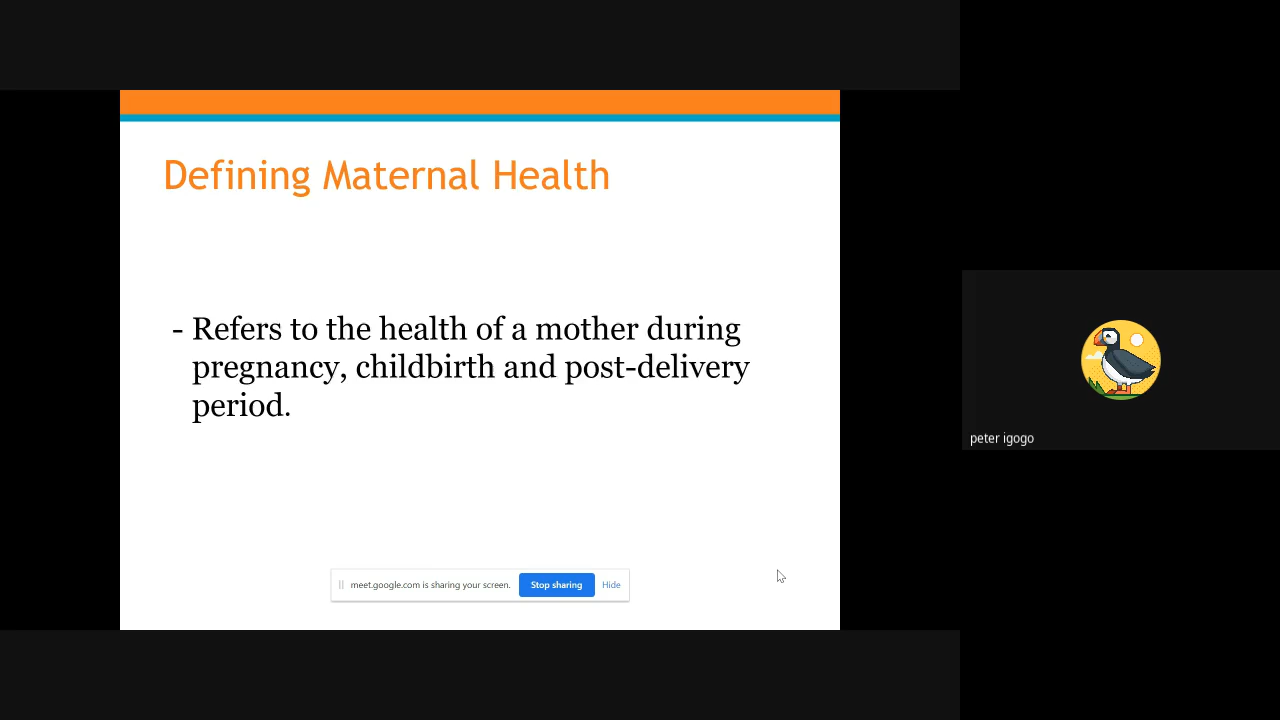 Defining Maternal Health
- Refers to the health of a mother during
pregnancy, childbirth and post-delivery
period.
meet.google.com is sharing your screen. Stop sharing Hide
peter igogo